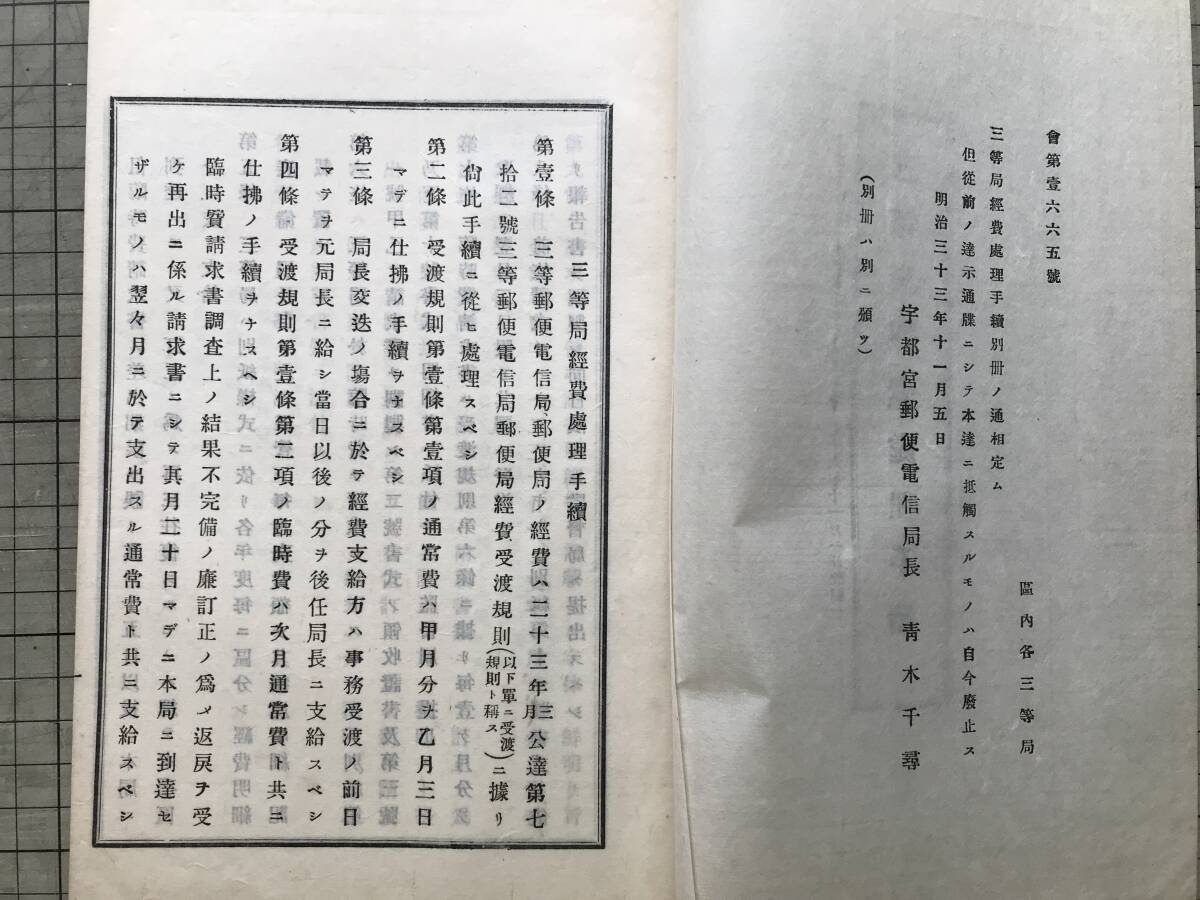 會第壹六六五號
區內各三等局
三等局經費處理手續別冊ノ通相定ム
但從前ノ達示通牒ニシテ本達ニ抵觸スルモノハ自今廢止ス
明治三十三年十一月五日
宇都宮郵便電信局長 青木千尋
(別冊ハ別ニ頒ツ)
三等局經費處理手續
第壹條 三等郵便電信局、郵便局ノ經費ハ二十三年三月公達第七
拾二號三等郵便電信局郵便局經費受渡規則(以下單ニ受渡規則ト稱ス)ニ據リ
尙此手續ニ從ヒ處理スベシ
第二條 受渡規則第壹條第壹項ノ通常費ハ甲月分ヲ乙月三日
マデニ仕拂ノ手續ヲナスベシ
第三條 局長交迭ノ塲合ニ於テ經費支給方ハ事務受渡ノ前日
マテヲ元局長ニ給シ當日以後ノ分ヲ後任局長ニ支給スベシ
第四條 受渡規則第壹條第二項ノ臨時費ハ次月通常費ト共ニ
仕拂ノ手續ヲナスベシ
臨時費請求書調査上ノ結果不完備ノ廉訂正ノ爲メ返戾ヲ受
ケ再出ニ係ル請求書ニシテ其月二十日マデニ本局ニ到達セ
ザルモノハ翌々月ニ於テ支出スル通常費ト共ニ支給スベシ